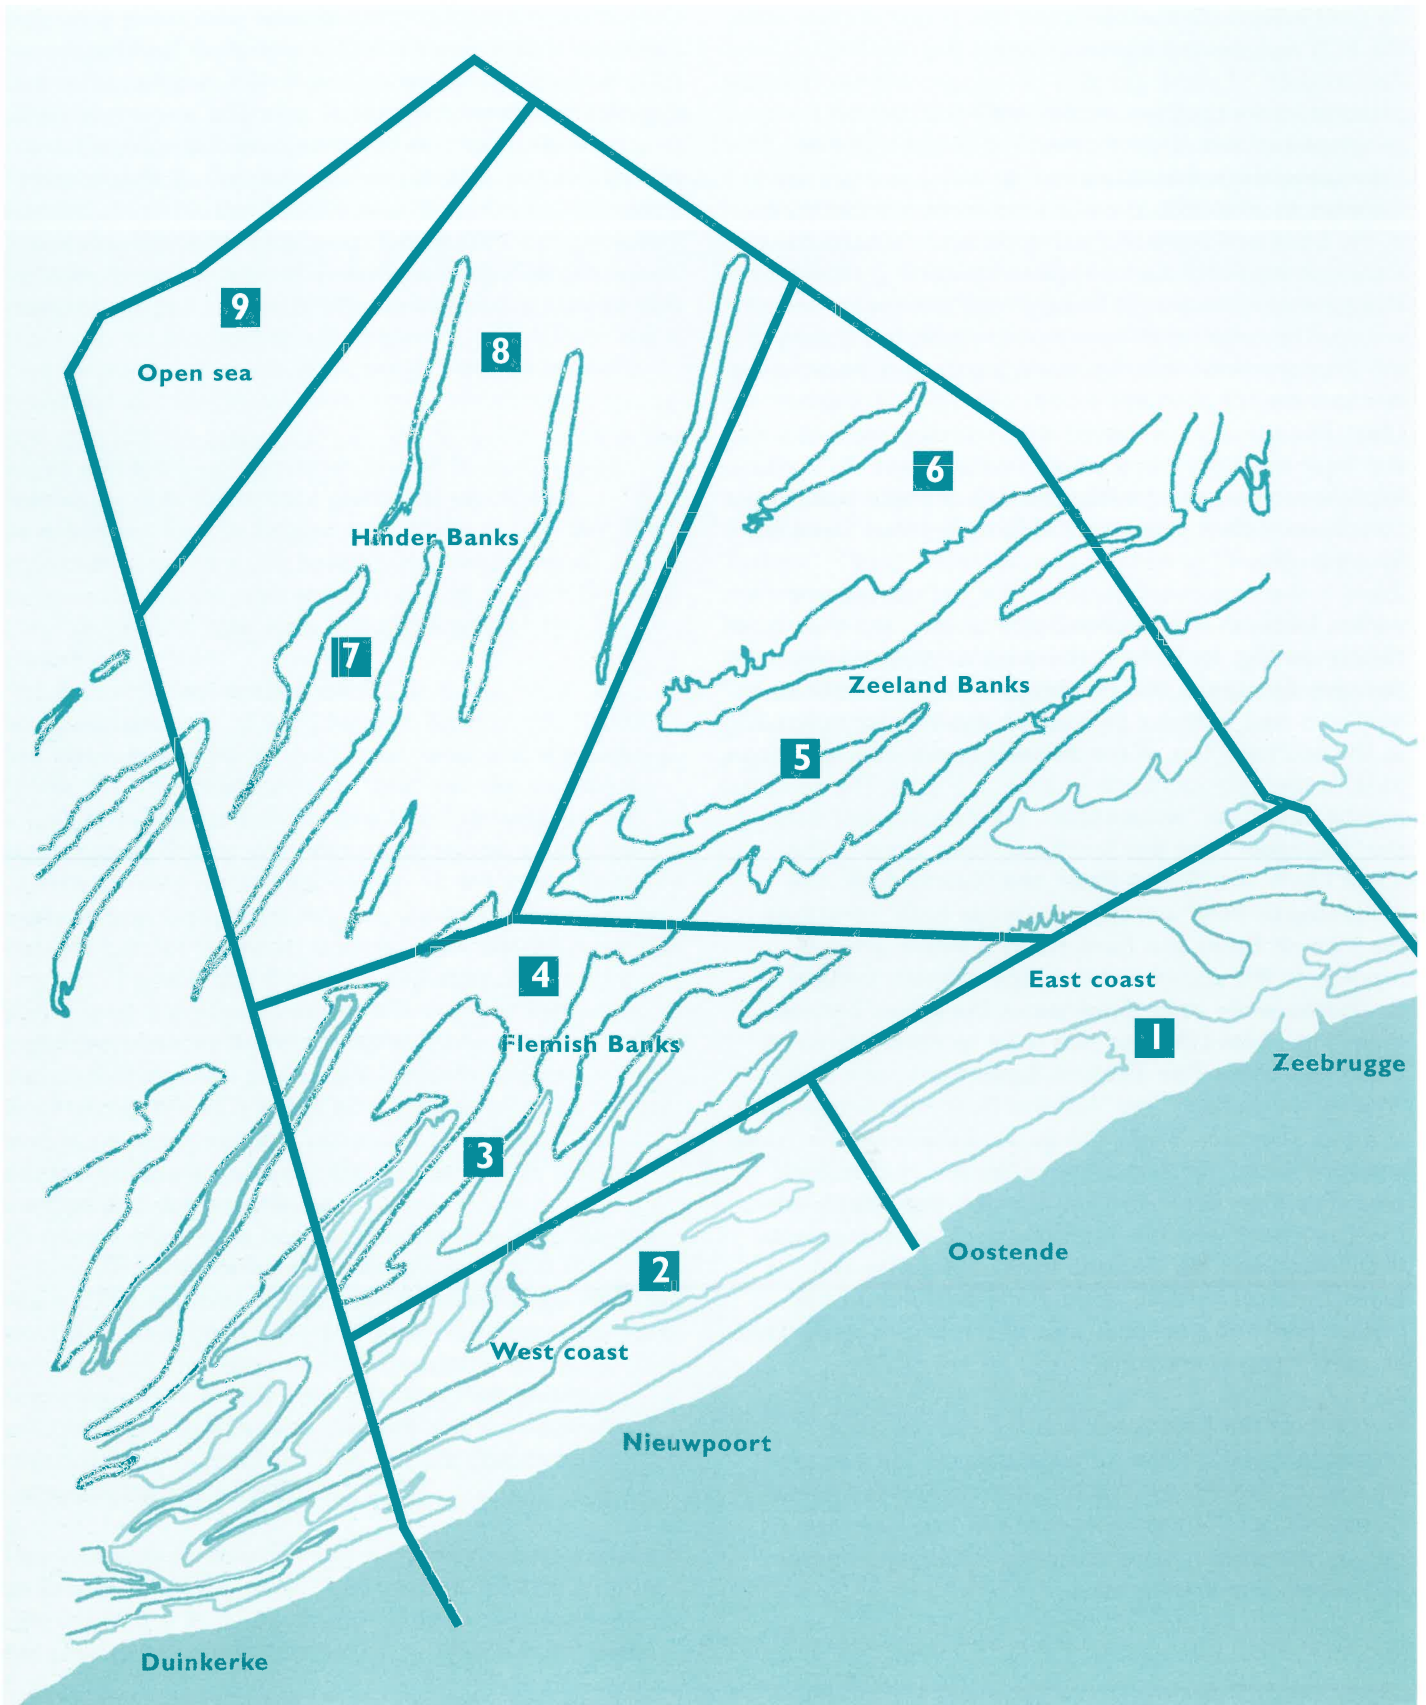 9
Open sea
8
6
Hinder Banks
7
Zeeland Banks
5
4
East coast
Flemish Banks
1
Zeebrugge
3
Oostende
2
West coast
Nieuwpoort
Duinkerke